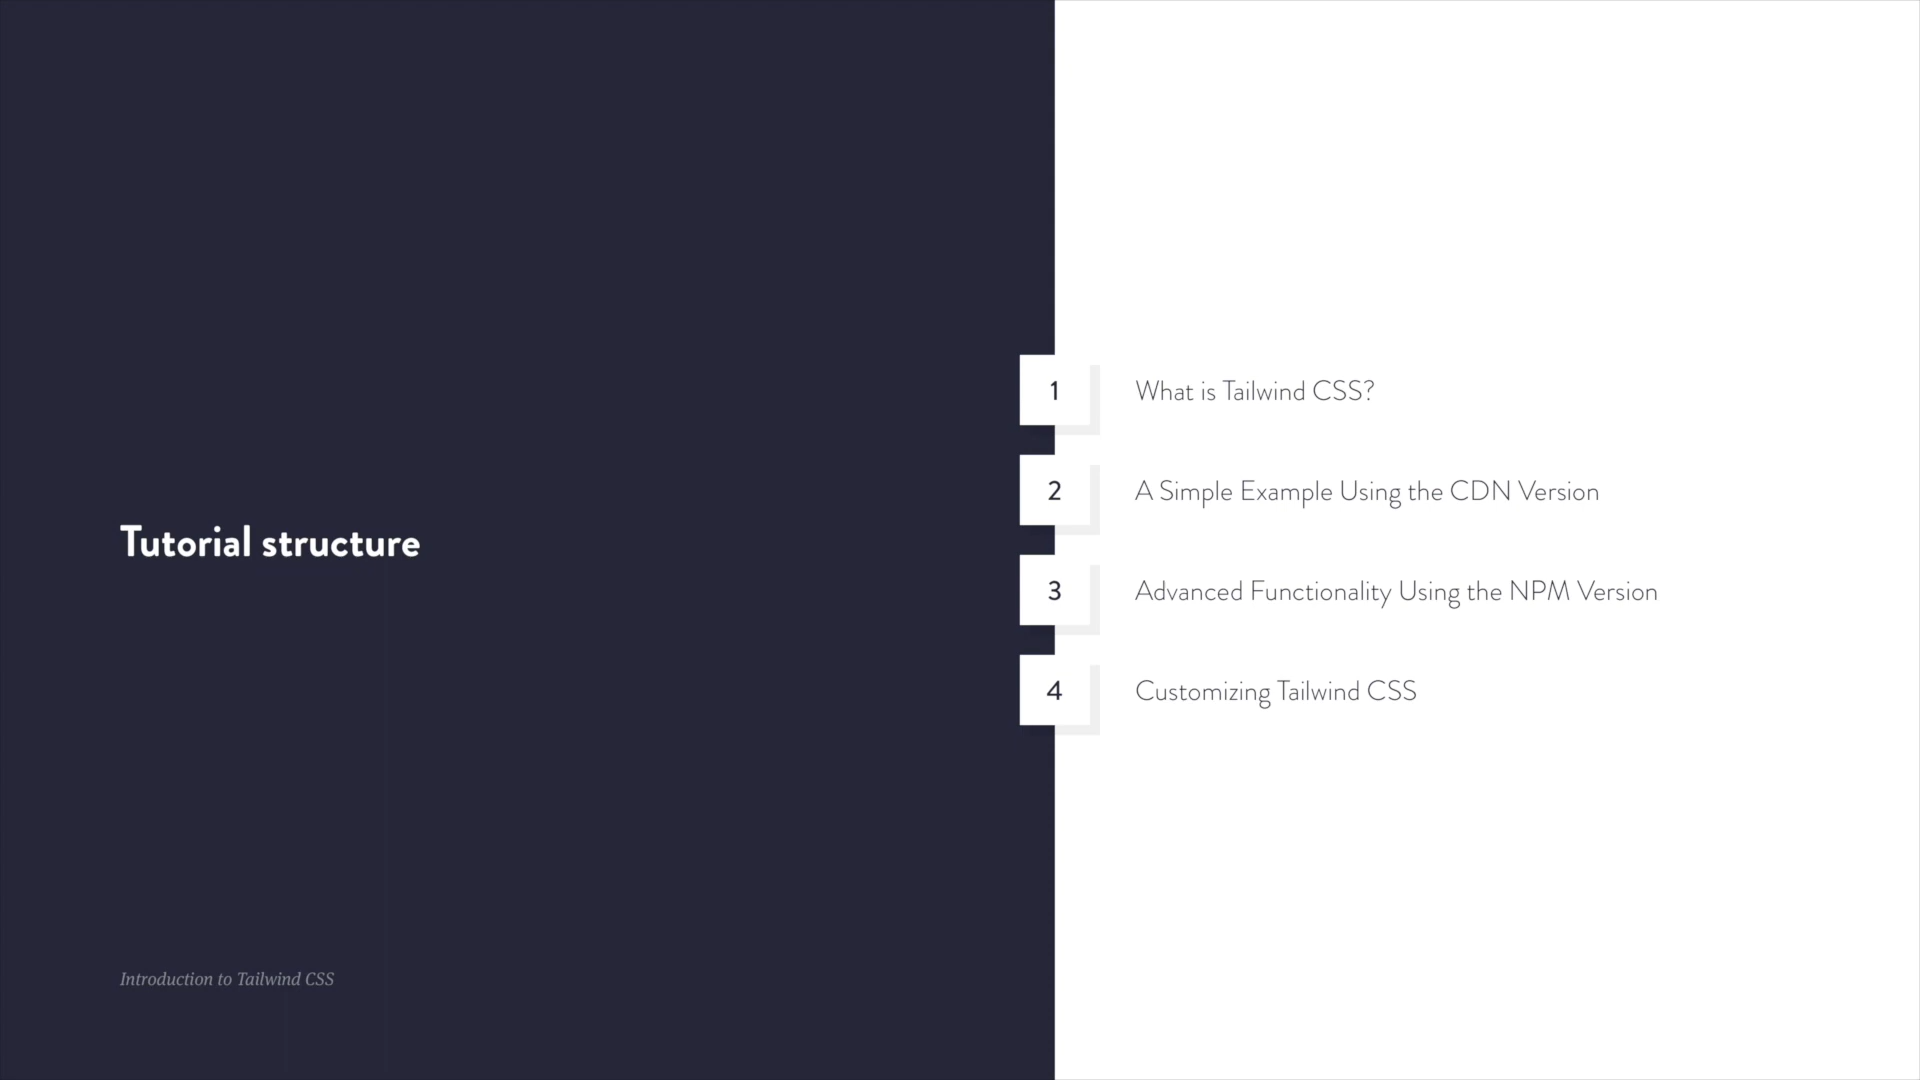 Tutorial structure
Introduction to Tailwind CSS
1 What is Tailwind CSS?
2 A Simple Example Using the CDN Version
3 Advanced Functionality Using the NPM Version
4 Customizing Tailwind CSS